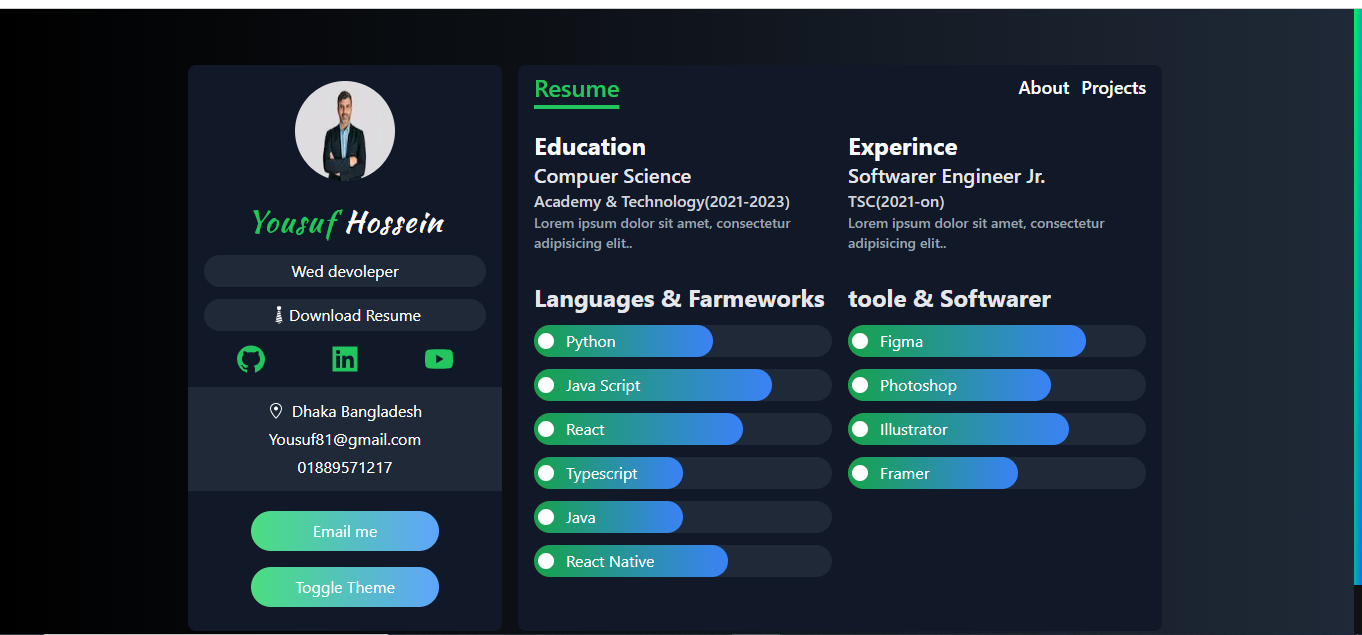 Yousuf Hossein
Wed devoleper
Download Resume
in
Dhaka Bangladesh
Yousuf81@gmail.com
01889571217
Email me
Toggle Theme
Resume
About Projects
Education
Compuer Science
Academy & Technology(2021-2023)
Lorem ipsum dolor sit amet, consectetur
adipisicing elit..
Experince
Softwarer Engineer Jr.
TSC(2021-on)
Lorem ipsum dolor sit amet, consectetur
adipisicing elit..
Languages & Farmeworks
Python
Java Script
React
Typescript
Java
React Native
toole & Softwarer
Figma
Photoshop
Illustrator
Framer